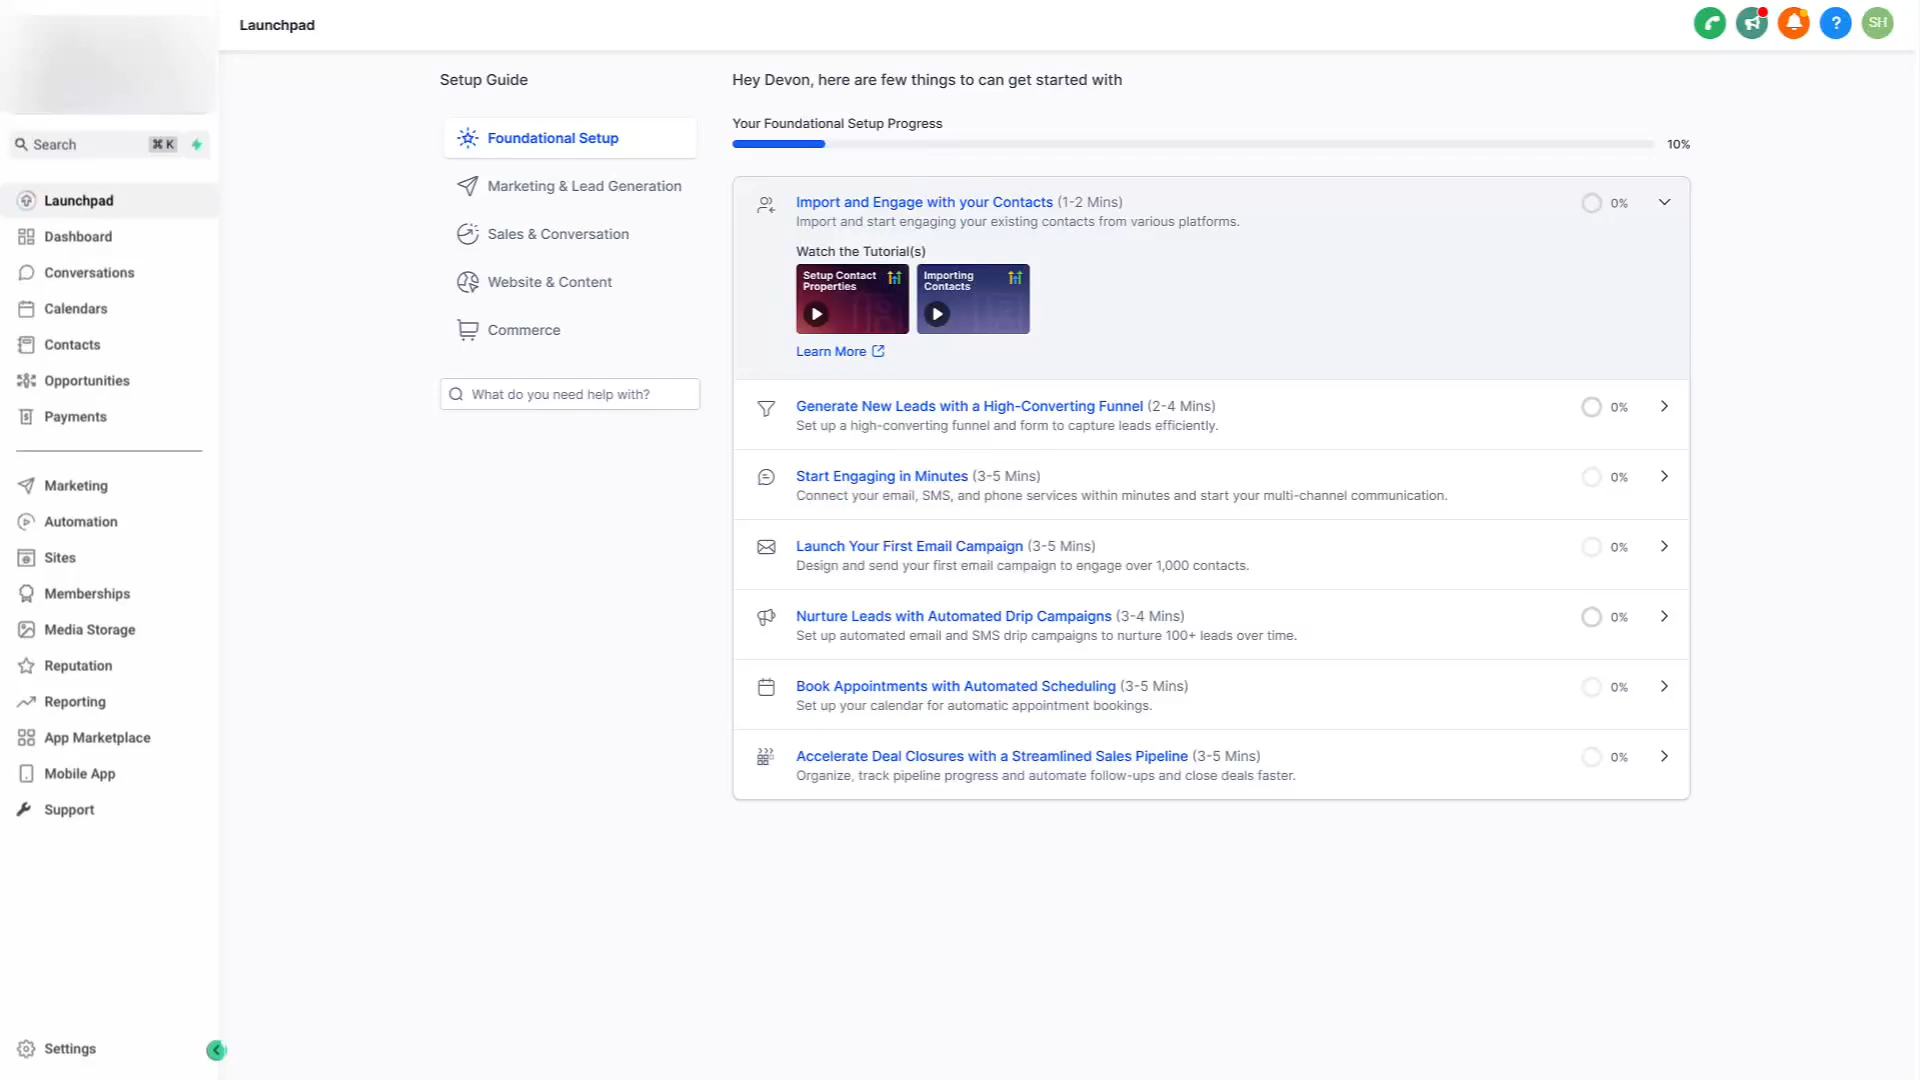 Launchpad
SH
Search
⌘ K
Launchpad
Dashboard
Conversations
Calendars
Contacts
Opportunities
Payments
Marketing
Automation
Sites
Memberships
Media Storage
Reputation
Reporting
App Marketplace
Mobile App
Support
Settings
Setup Guide
Foundational Setup
Marketing & Lead Generation
Sales & Conversation
Website & Content
Commerce
What do you need help with?
Hey Devon, here are few things to can get started with
Your Foundational Setup Progress
10%
Import and Engage with your Contacts (1-2 Mins)
0%
Import and start engaging your existing contacts from various platforms.
Watch the Tutorial(s)
Setup Contact
Properties
Importing
Contacts
Learn More
Generate New Leads with a High-Converting Funnel (2-4 Mins)
0%
Set up a high-converting funnel and form to capture leads efficiently.
Start Engaging in Minutes (3-5 Mins)
0%
Connect your email, SMS, and phone services within minutes and start your multi-channel communication.
Launch Your First Email Campaign (3-5 Mins)
0%
Design and send your first email campaign to engage over 1,000 contacts.
Nurture Leads with Automated Drip Campaigns (3-4 Mins)
0%
Set up automated email and SMS drip campaigns to nurture 100+ leads over time.
Book Appointments with Automated Scheduling (3-5 Mins)
0%
Set up your calendar for automatic appointment bookings.
Accelerate Deal Closures with a Streamlined Sales Pipeline (3-5 Mins)
0%
Organize, track pipeline progress and automate follow-ups and close deals faster.